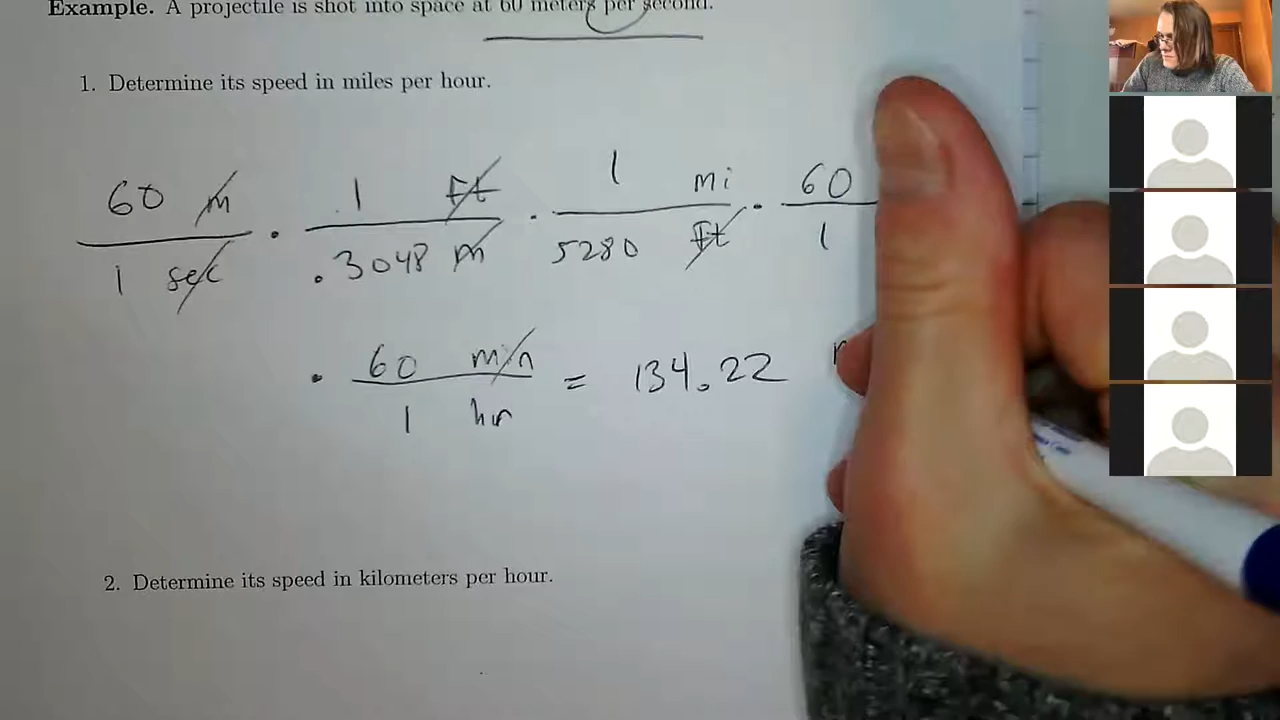 Example. A projectile is shot into space at 60 meters per second.
1. Determine its speed in miles per hour.
60 m / 1 sec · 1 ft / .3048 m · 1 mi / 5280 ft · 60 / 1
· 60 min / 1 hr = 134.22
2. Determine its speed in kilometers per hour.